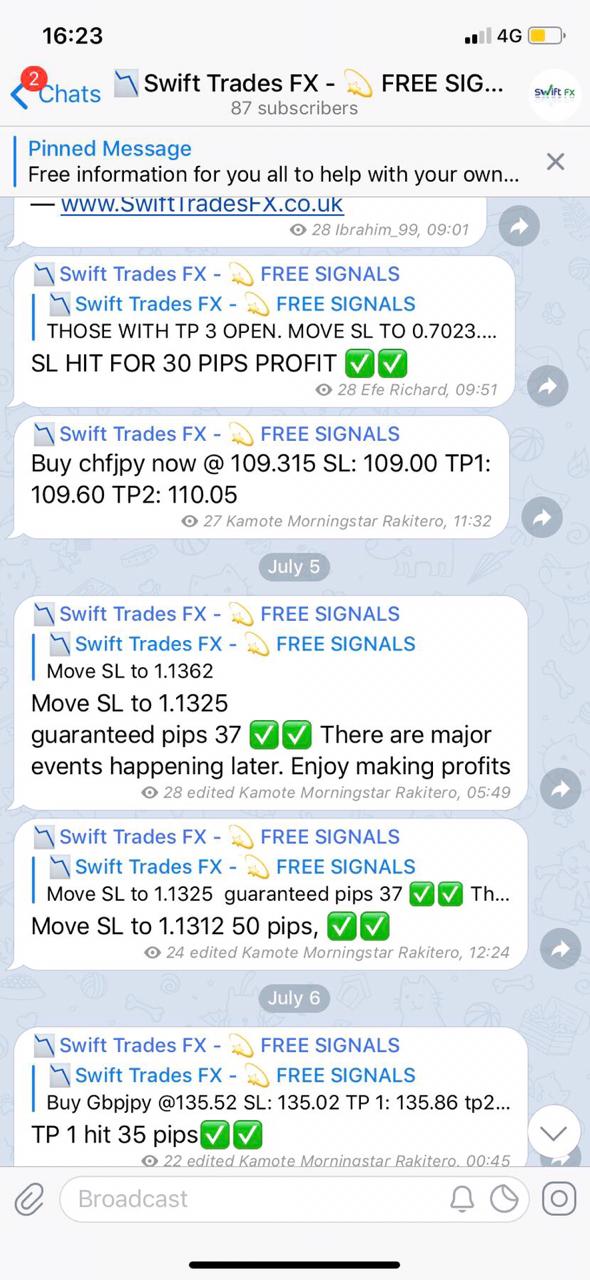 16:23
4G
2
Chats
Swift Trades FX - 💫 FREE SIG...
87 subscribers
Swift FX
Pinned Message
Free information for you all to help with your own...
— www.SwiftTradesFX.co.uk
28 Ibrahim_99, 09:01
Swift Trades FX - 💫 FREE SIGNALS
Swift Trades FX - 💫 FREE SIGNALS
THOSE WITH TP 3 OPEN. MOVE SL TO 0.7023....
SL HIT FOR 30 PIPS PROFIT ✅✅
28 Efe Richard, 09:51
Swift Trades FX - 💫 FREE SIGNALS
Buy chfjpy now @ 109.315 SL: 109.00 TP1:
109.60 TP2: 110.05
27 Kamote Morningstar Rakitero, 11:32
July 5
Swift Trades FX - 💫 FREE SIGNALS
Swift Trades FX - 💫 FREE SIGNALS
Move SL to 1.1362
Move SL to 1.1325
guaranteed pips 37 ✅✅ There are major
events happening later. Enjoy making profits
28 edited Kamote Morningstar Rakitero, 05:49
Swift Trades FX - 💫 FREE SIGNALS
Swift Trades FX - 💫 FREE SIGNALS
Move SL to 1.1325 guaranteed pips 37 ✅✅ Th...
Move SL to 1.1312 50 pips, ✅✅
24 edited Kamote Morningstar Rakitero, 12:24
July 6
Swift Trades FX - 💫 FREE SIGNALS
Swift Trades FX - 💫 FREE SIGNALS
Buy Gbpjpy @135.52 SL: 135.02 TP 1: 135.86 tp2...
TP 1 hit 35 pips✅✅
22 edited Kamote Morningstar Rakitero, 00:45
Broadcast